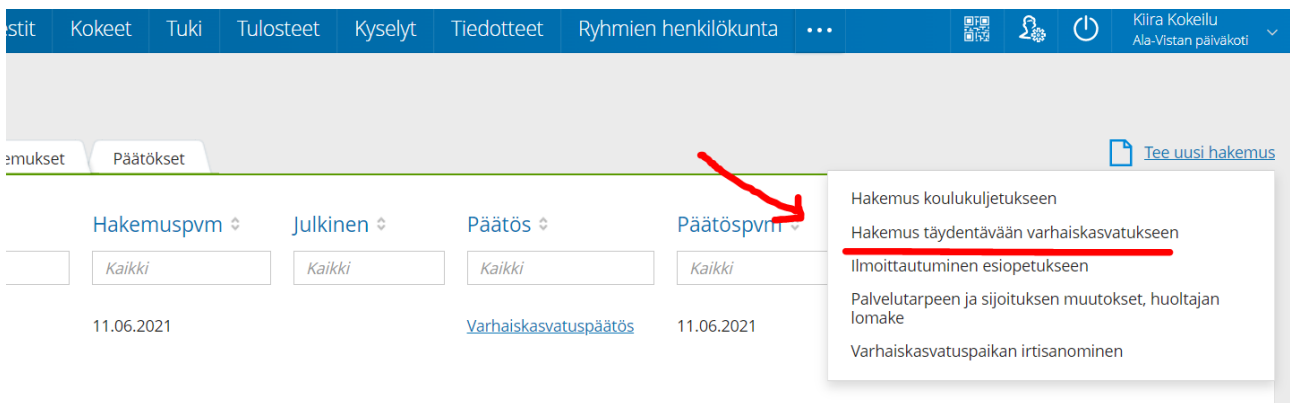 Kokeet Tuki Tulosteet Kyselyt Tiedotteet Ryhmien henkilökunta ... Kiira Kokeilu
Ala-Vistan päiväkoti
Päätökset Tee uusi hakemus
Hakemuspvm Julkinen Päätös Päätöspvm
Kaikki Kaikki Kaikki Kaikki
11.06.2021 Varhaiskasvatuspäätös 11.06.2021
Hakemus koulukuljetukseen
Hakemus täydentävään varhaiskasvatukseen
Ilmoittautuminen esiopetukseen
Palvelutarpeen ja sijoituksen muutokset, huoltajan
lomake
Varhaiskasvatuspaikan irtisanominen